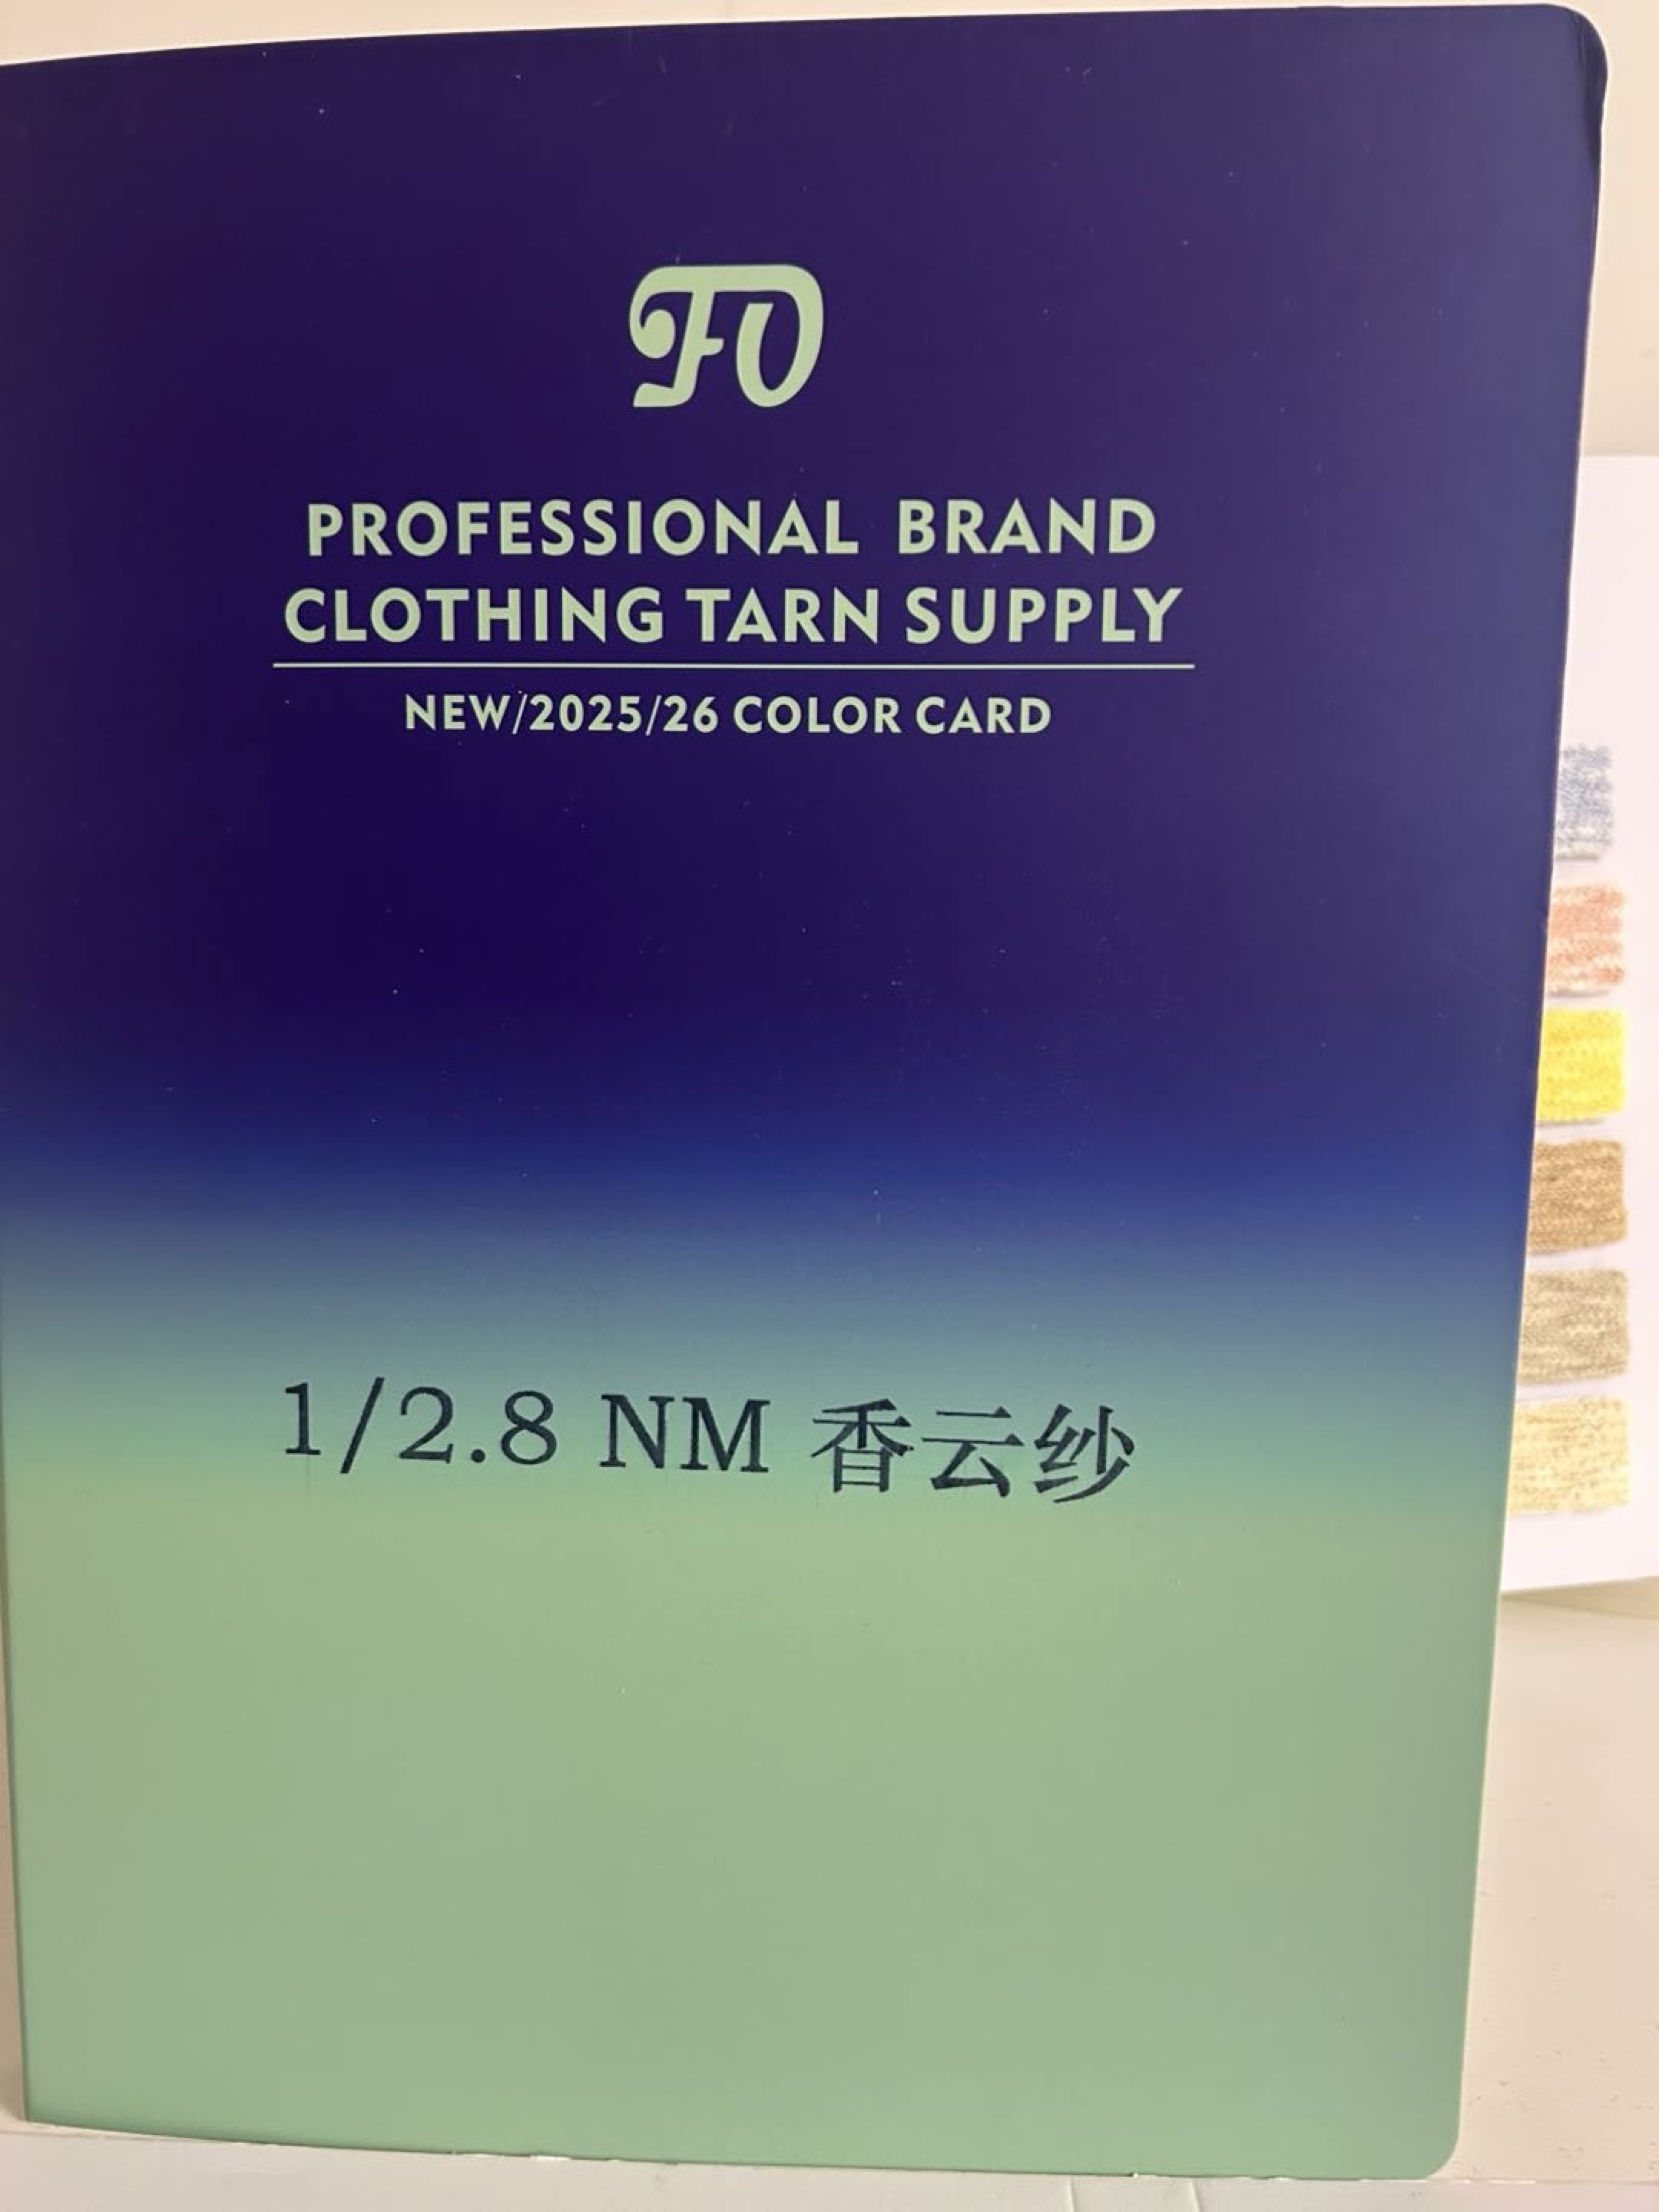 FO
PROFESSIONAL BRAND
CLOTHING TARN SUPPLY
NEW/2025/26 COLOR CARD
1/2.8 NM 香云纱